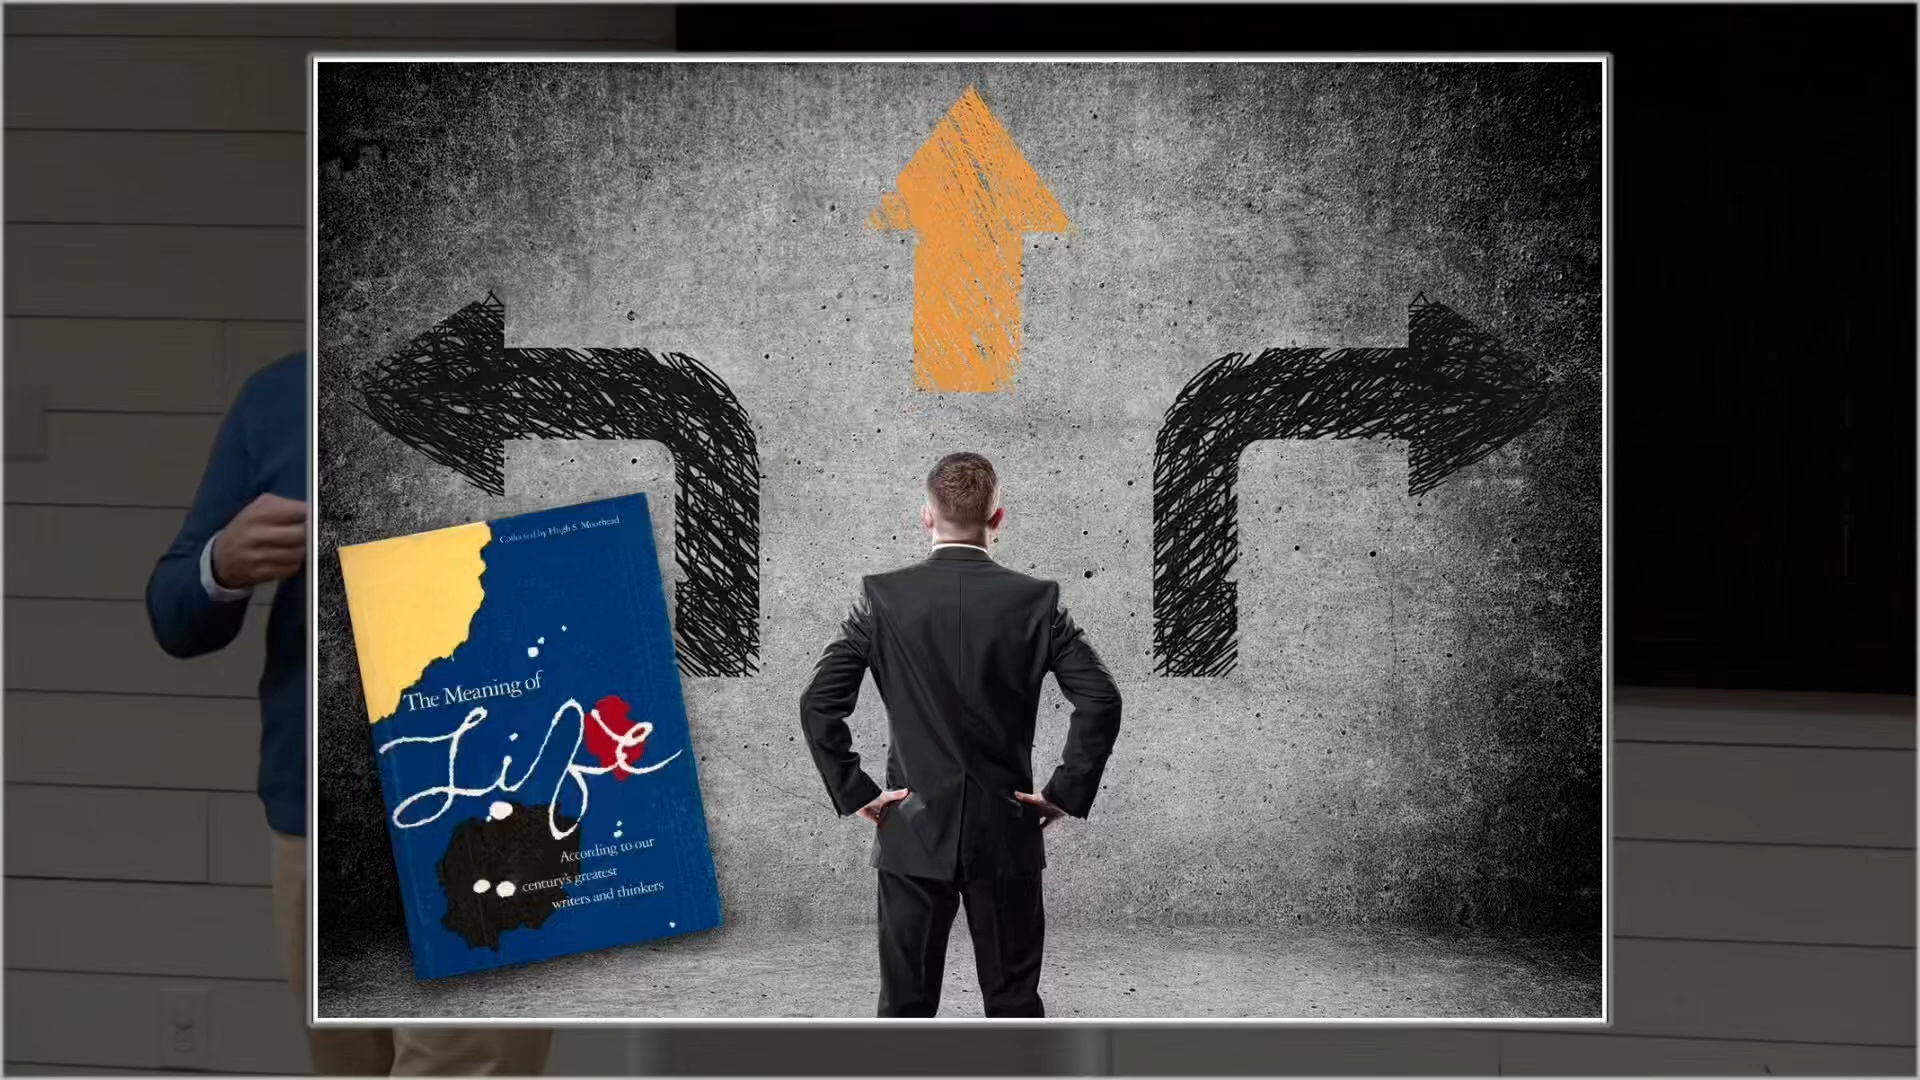 Collected by Hugh S. Moorhead
The Meaning of
Life
According to our
century's greatest
writers and thinkers